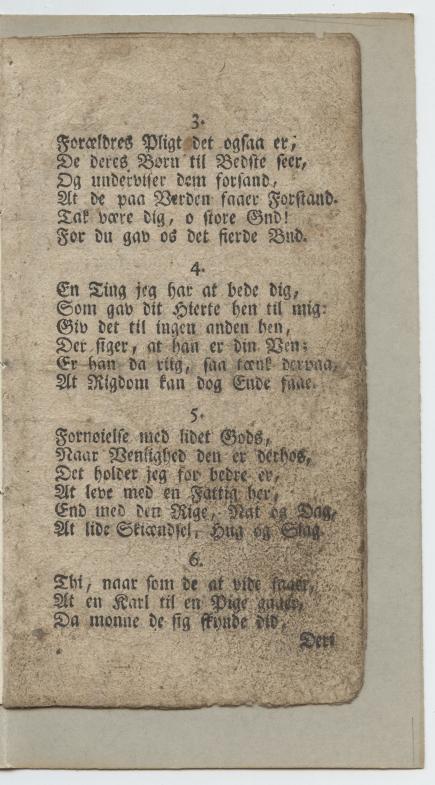 3.
Forældres Pligt det ogsaa er,
De deres Børn til Bedste seer,
Og underviser dem forsand,
At de paa Verden faaer Forstand.
Tak være dig, o store Gud!
For du gav os det fierde Bud.
4.
En Ting jeg har at bede dig,
Som gav dit Hierte hen til mig:
Giv det til ingen anden hen,
Der siger, at han er din Ven;
Er han da riig, saa tænk derpaa,
At Rigdom kan dog Ende faae.
5.
Fornøielse med lidet Gods,
Naar Venlighed den er derhos,
Det holder jeg for bedre er,
At leve med en Fattig her,
End med den Rige, Nat og Dag,
At lide Skiændsel, Hug og Slag.
6.
Thi, naar som de at vide faaer,
At en Karl til en Pige gaaer,
Da monne de sig skynde did,
Deri